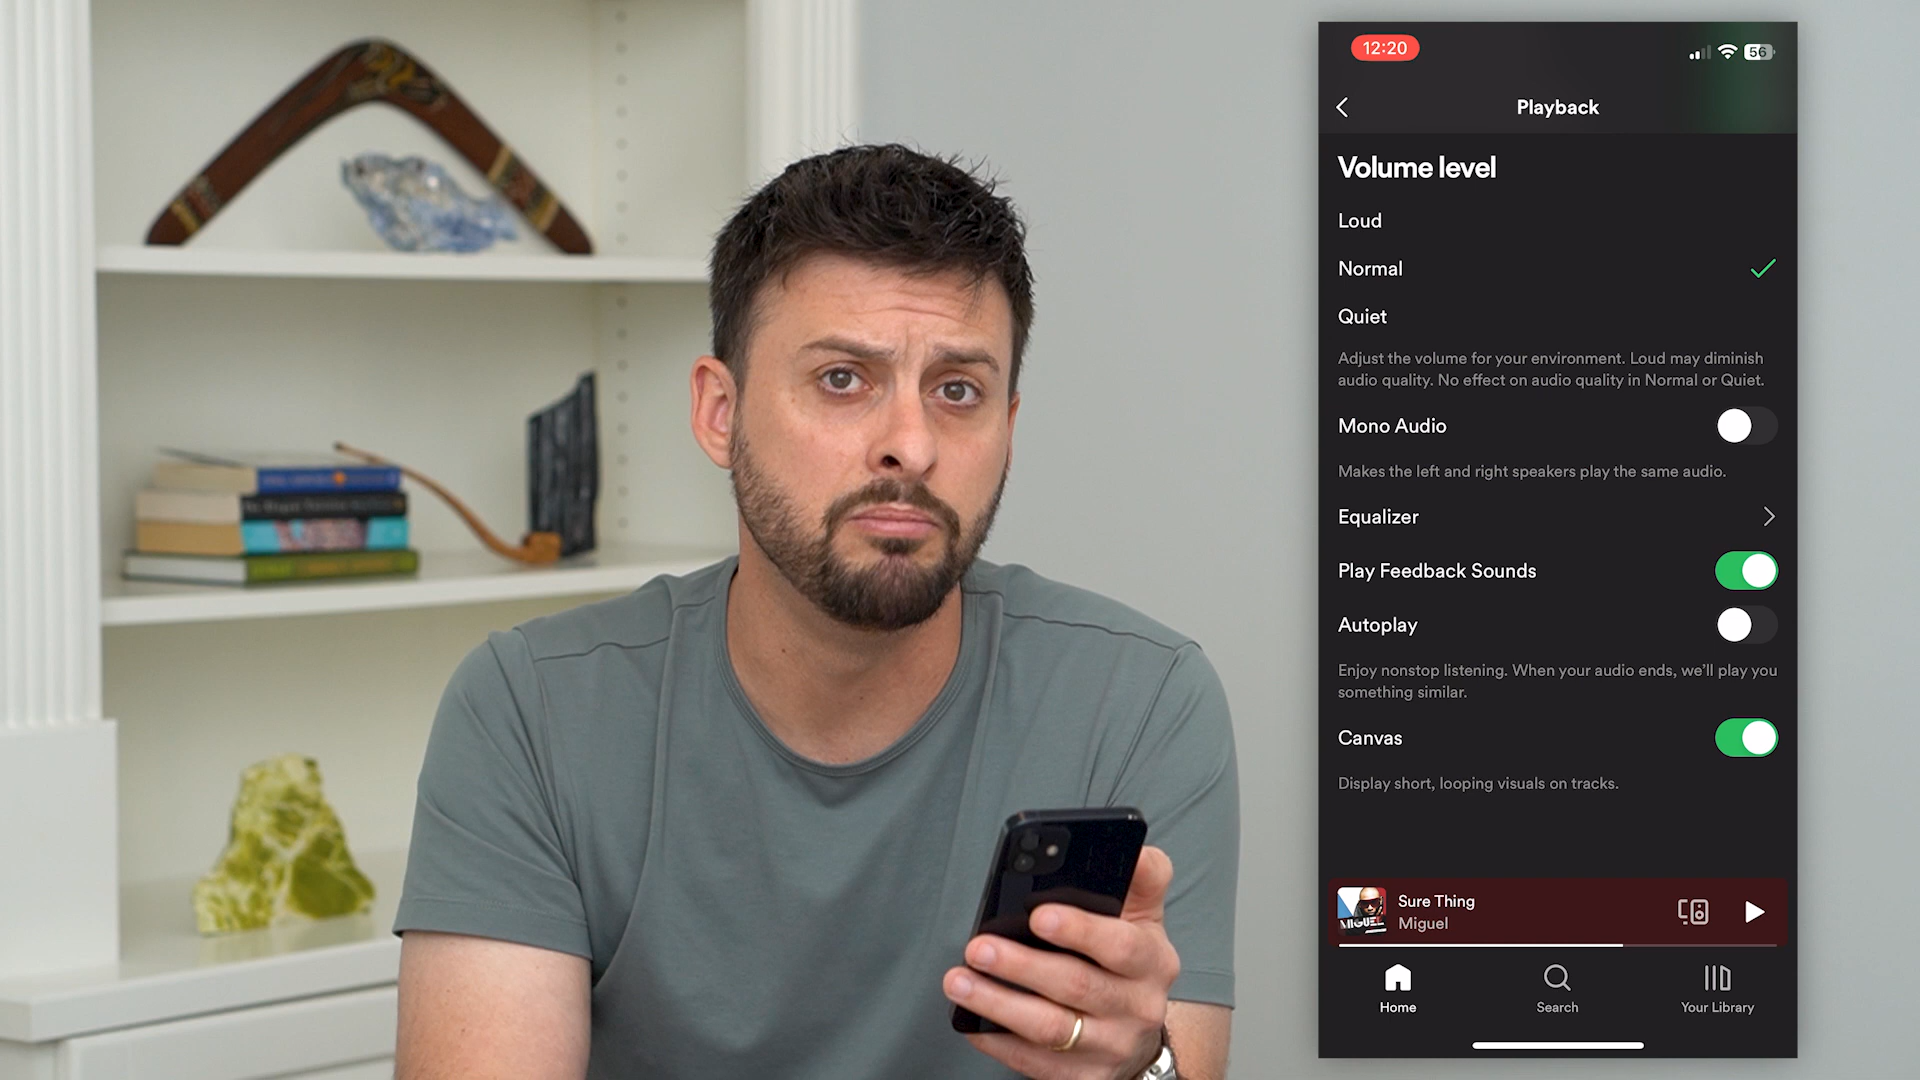 12:20
56
Playback
Volume level
Loud
Normal
Quiet
Adjust the volume for your environment. Loud may diminish
audio quality. No effect on audio quality in Normal or Quiet.
Mono Audio
Makes the left and right speakers play the same audio.
Equalizer
Play Feedback Sounds
Autoplay
Enjoy nonstop listening. When your audio ends, we'll play you
something similar.
Canvas
Display short, looping visuals on tracks.
MIGUEL
Sure Thing
Miguel
Home
Search
Your Library